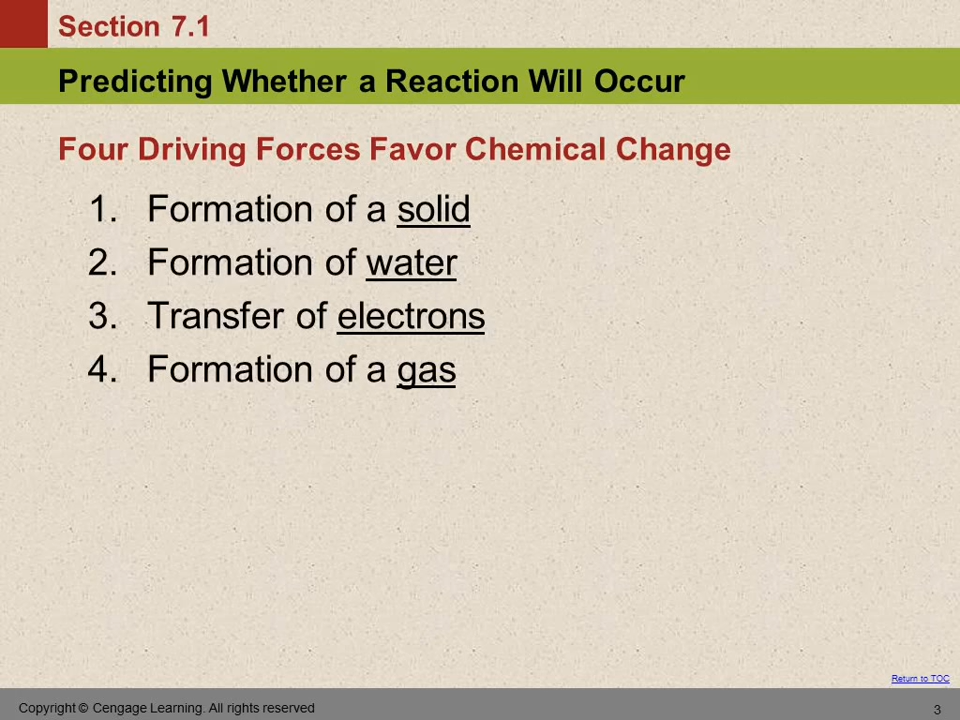 Section 7.1
Predicting Whether a Reaction Will Occur
Four Driving Forces Favor Chemical Change
1. Formation of a solid
2. Formation of water
3. Transfer of electrons
4. Formation of a gas
Return to TOC
Copyright © Cengage Learning. All rights reserved
3